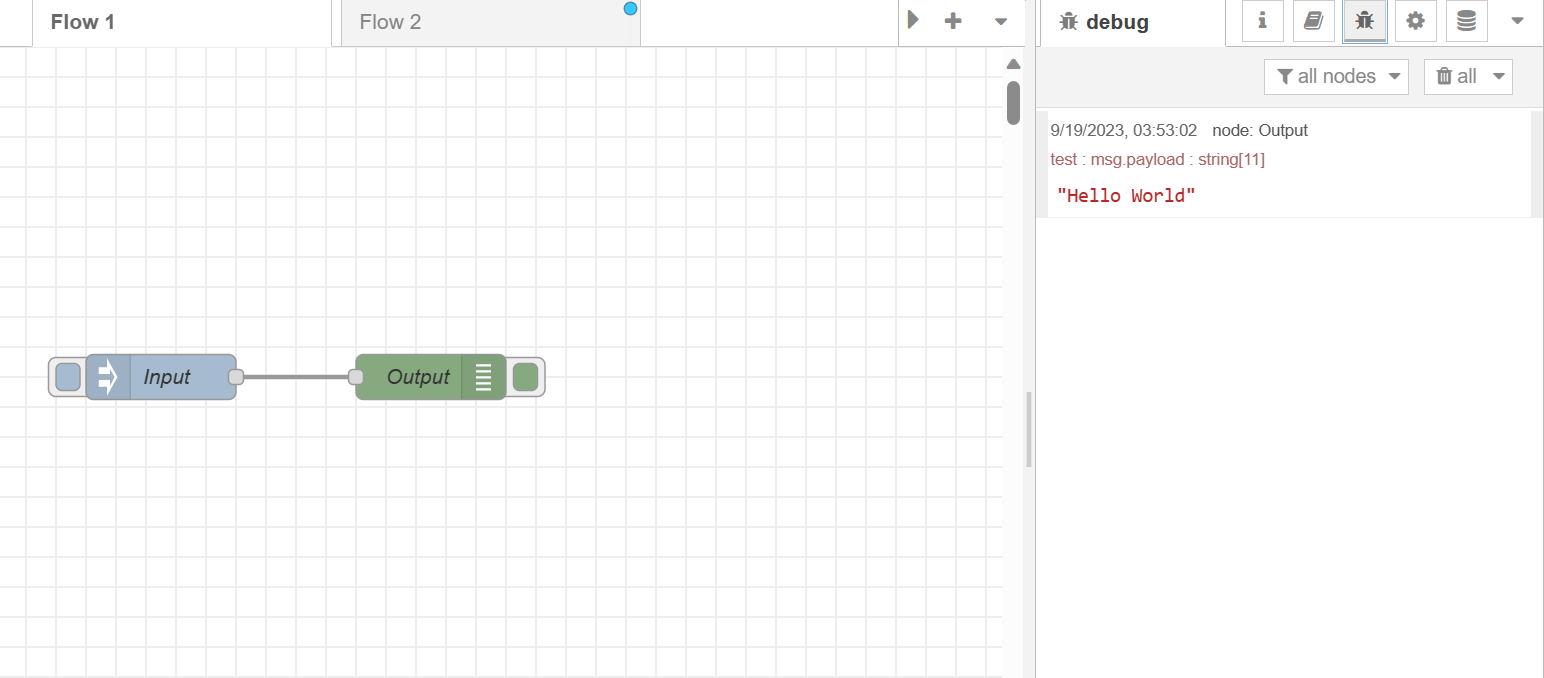 Flow 1
Flow 2
debug
all nodes
all
9/19/2023, 03:53:02 node: Output
test : msg.payload : string[11]
"Hello World"
Input
Output